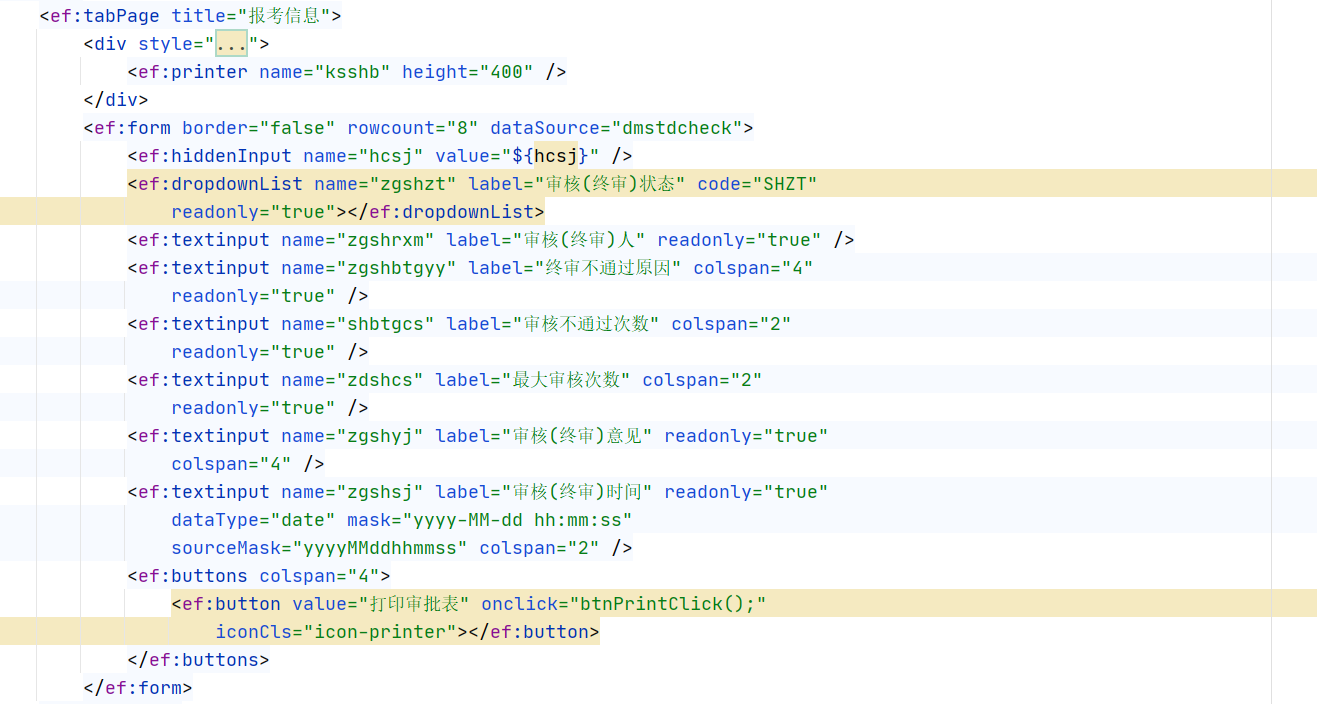 <ef:tabPage title="报考信息">
<div style="...">
<ef:printer name="ksshb" height="400" />
</div>
<ef:form border="false" rowcount="8" dataSource="dmstdcheck">
<ef:hiddenInput name="hcsj" value="${hcsj}" />
<ef:dropdownList name="zgshzt" label="审核(终审)状态" code="SHZT"
readonly="true"></ef:dropdownList>
<ef:textinput name="zgshrxm" label="审核(终审)人" readonly="true" />
<ef:textinput name="zgshbtgyy" label="终审不通过原因" colspan="4"
readonly="true" />
<ef:textinput name="shbtgcs" label="审核不通过次数" colspan="2"
readonly="true" />
<ef:textinput name="zdshcs" label="最大审核次数" colspan="2"
readonly="true" />
<ef:textinput name="zgshyj" label="审核(终审)意见" readonly="true"
colspan="4" />
<ef:textinput name="zgshsj" label="审核(终审)时间" readonly="true"
dataType="date" mask="yyyy-MM-dd hh:mm:ss"
sourceMask="yyyyMMddhhmmss" colspan="2" />
<ef:buttons colspan="4">
<ef:button value="打印审批表" onclick="btnPrintClick();"
iconCls="icon-printer"></ef:button>
</ef:buttons>
</ef:form>